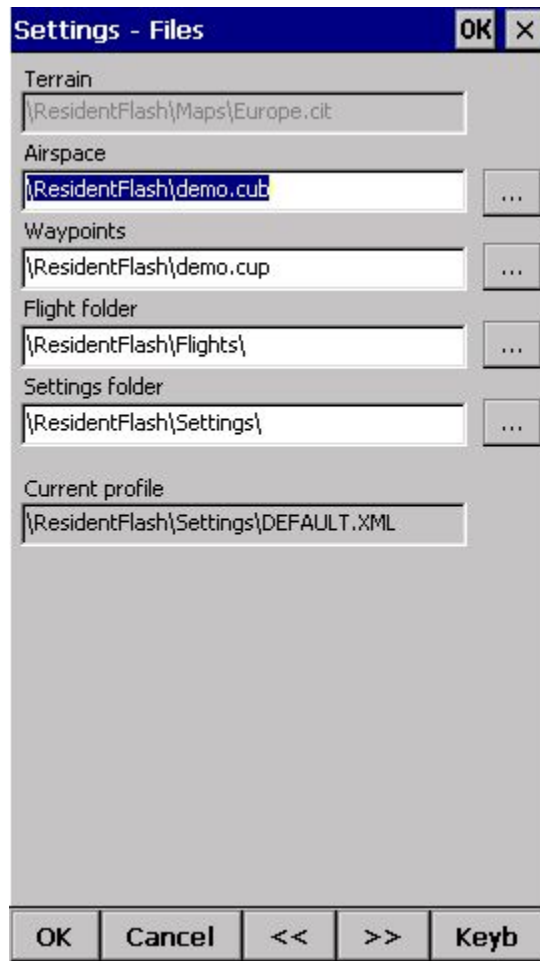 Settings - Files OK ×
Terrain
\ResidentFlash\Maps\Europe.cit
Airspace
\ResidentFlash\demo.cub ...
Waypoints
\ResidentFlash\demo.cup ...
Flight folder
\ResidentFlash\Flights\ ...
Settings folder
\ResidentFlash\Settings\ ...
Current profile
\ResidentFlash\Settings\DEFAULT.XML
OK Cancel << >> Keyb